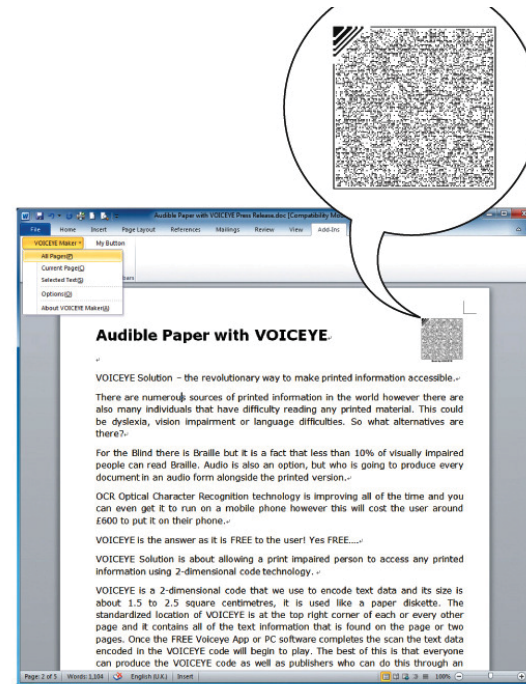 Audible Paper with VOICEYE Press Release.doc [Compatibility Mo
File Home Insert Page Layout References Mailings Review View Add-Ins
VOICEYE Maker My Button
All Pages(P)
Current Page(C)
Selected Text(S)
Options(O)
About VOICEYE Maker(A)
Audible Paper with VOICEYE
VOICEYE Solution – the revolutionary way to make printed information accessible.
There are numerous sources of printed information in the world however there are
also many individuals that have difficulty reading any printed material. This could
be dyslexia, vision impairment or language difficulties. So what alternatives are
there?
For the Blind there is Braille but it is a fact that less than 10% of visually impaired
people can read Braille. Audio is also an option, but who is going to produce every
document in an audio form alongside the printed version.
OCR Optical Character Recognition technology is improving all of the time and you
can even get it to run on a mobile phone however this will cost the user around
£600 to put it on their phone.
VOICEYE is the answer as it is FREE to the user! Yes FREE....
VOICEYE Solution is about allowing a print impaired person to access any printed
information using 2-dimensional code technology.
VOICEYE is a 2-dimensional code that we use to encode text data and its size is
about 1.5 to 2.5 square centimetres, it is used like a paper diskette. The
standardized location of VOICEYE is at the top right corner of each or every other
page and it contains all of the text information that is found on the page or two
pages. Once the FREE Voiceye App or PC software completes the scan the text data
encoded in the VOICEYE code will begin to play. The best of this is that everyone
can produce the VOICEYE code as well as publishers who can do this through an
Page: 2 of 5 Words: 1,104 English (U.K.) Insert 100%